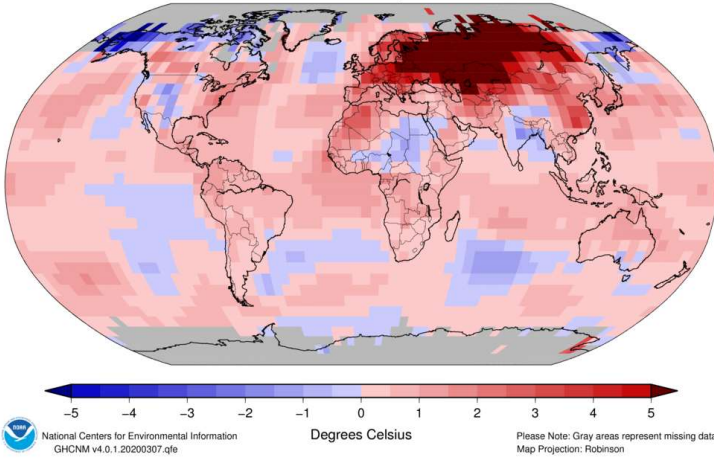 −5 −4 −3 −2 −1 0 1 2 3 4 5
Degrees Celsius
NOAA
National Centers for Environmental Information
GHCNM v4.0.1.20200307.qfe
Please Note: Gray areas represent missing data
Map Projection: Robinson